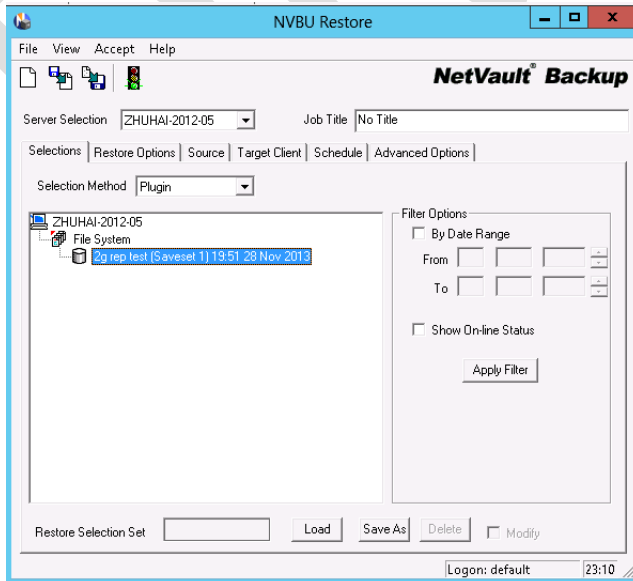 NVBU Restore
File View Accept Help
NetVault® Backup
Server Selection ZHUHAI-2012-05 Job Title No Title
Selections Restore Options Source Target Client Schedule Advanced Options
Selection Method Plugin
ZHUHAI-2012-05
File System
2g rep test (Saveset 1) 19:51 28 Nov 2013
Filter Options
By Date Range
From
To
Show On-line Status
Apply Filter
Restore Selection Set Load Save As Delete Modify
Logon: default 23:10